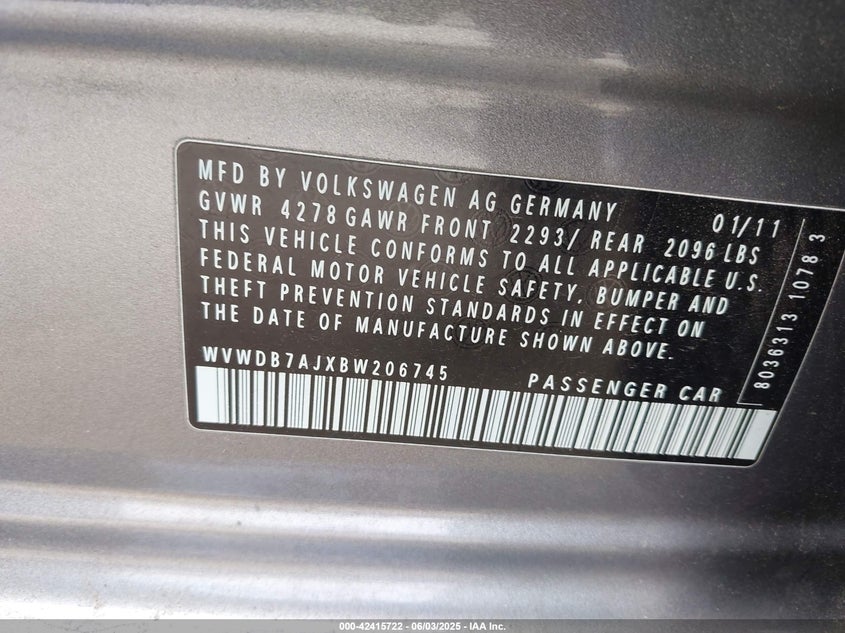 MFD BY VOLKSWAGEN AG GERMANY 01/11
GVWR 4278 GAWR FRONT 2293/ REAR 2096 LBS
THIS VEHICLE CONFORMS TO ALL APPLICABLE U.S.
FEDERAL MOTOR VEHICLE SAFETY, BUMPER AND
THEFT PREVENTION STANDARDS IN EFFECT ON
THE DATE OF MANUFACTURE SHOWN ABOVE.
WVWDB7AJXBW206745 PASSENGER CAR
8036313 1078 3
000-42415722 - 06/03/2025 - IAA Inc.